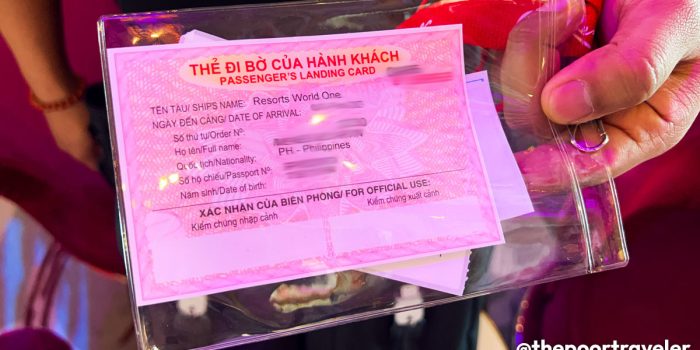 THẺ ĐI BỜ CỦA HÀNH KHÁCH
PASSENGER'S LANDING CARD
TÊN TÀU/ SHIPS NAME: Resorts World One
NGÀY ĐẾN CẢNG/ DATE OF ARRIVAL:
Số thứ tự/Order Nº:
Họ tên/Full name:
Quốc tịch/Nationality: PH - Philippines
Số hộ chiếu/Passport Nº
Năm sinh/Date of birth:
XÁC NHẬN CỦA BIÊN PHÒNG/ FOR OFFICIAL USE:
Kiểm chứng nhập cảnh Kiểm chứng xuất cảnh
@thepoortraveler